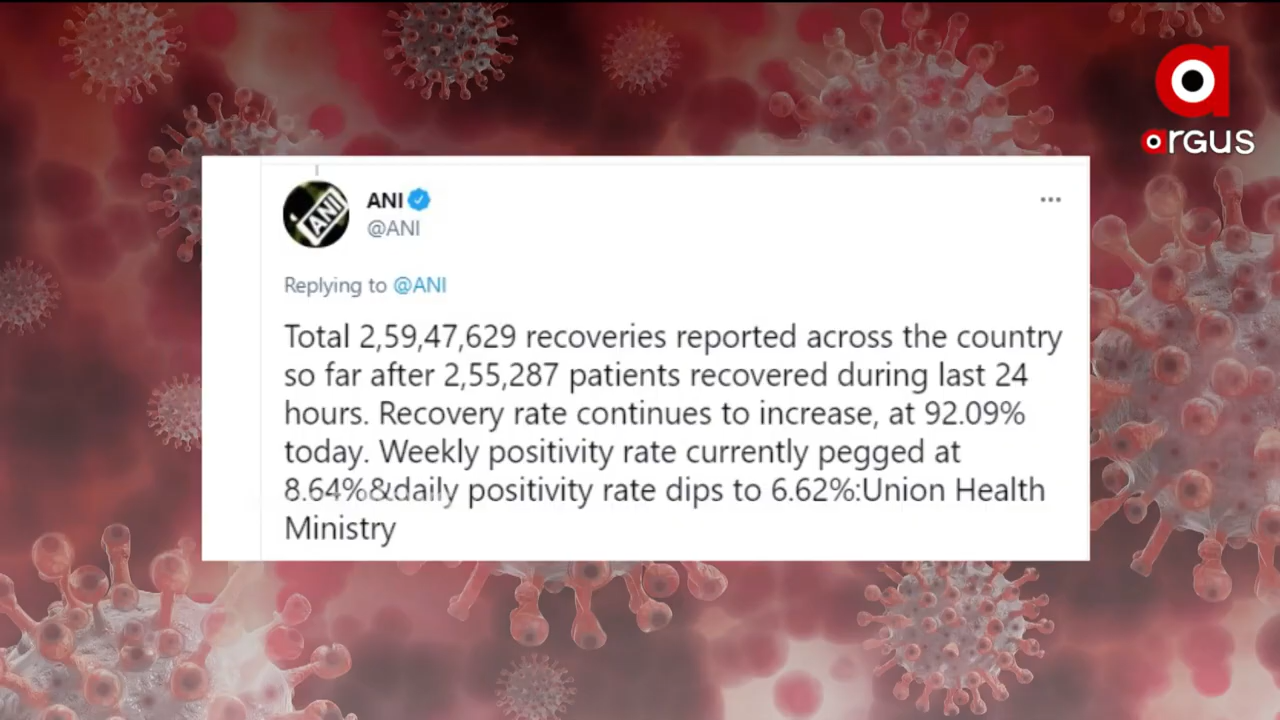 argus
ANI
ANI
@ANI
Replying to @ANI
Total 2,59,47,629 recoveries reported across the country
so far after 2,55,287 patients recovered during last 24
hours. Recovery rate continues to increase, at 92.09%
today. Weekly positivity rate currently pegged at
8.64%&daily positivity rate dips to 6.62%:Union Health
Ministry